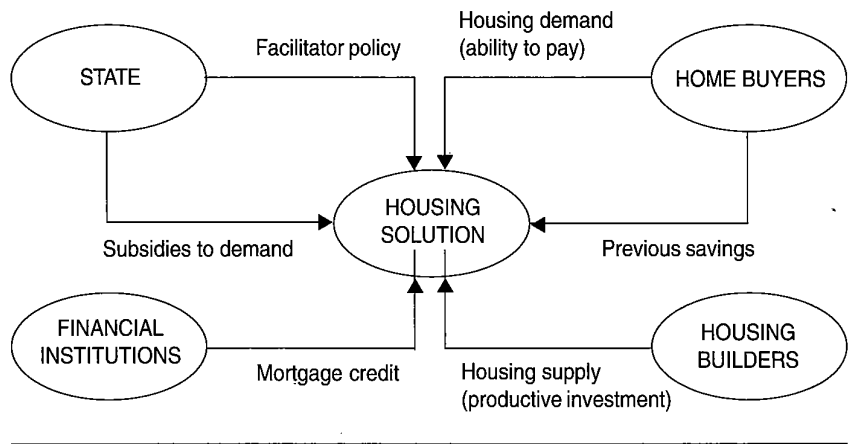 Facilitator policy
Housing demand
(ability to pay)
STATE
HOME BUYERS
HOUSING
SOLUTION
Subsidies to demand
Previous savings
FINANCIAL
INSTITUTIONS
HOUSING
BUILDERS
Mortgage credit
Housing supply
(productive investment)